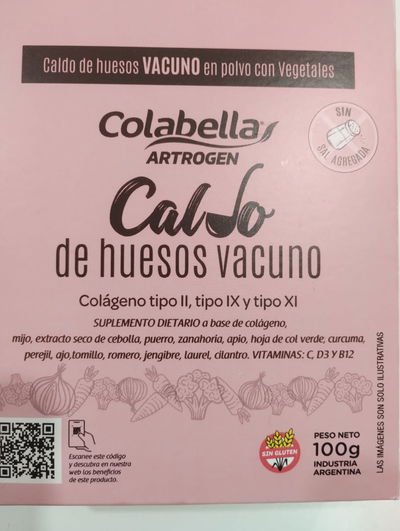 Caldo de huesos VACUNO en polvo con Vegetales
Colabella
ARTROGEN
SIN
SAL AGREGADA
Caldo
de huesos vacuno
Colágeno tipo II, tipo IX y tipo XI
SUPLEMENTO DIETARIO a base de colágeno,
mijo, extracto seco de cebolla, puerro, zanahoria, apio, hoja de col verde, curcuma,
perejil, ajo,tomillo, romero, jengibre, laurel, cilantro. VITAMINAS: C, D3 Y B12
LAS IMÁGENES SON SOLO ILUSTRATIVAS
Escanee este código
y descubra en nuestra
web los beneficios
de este producto.
SIN GLUTEN
PESO NETO
100g
INDUSTRIA
ARGENTINA